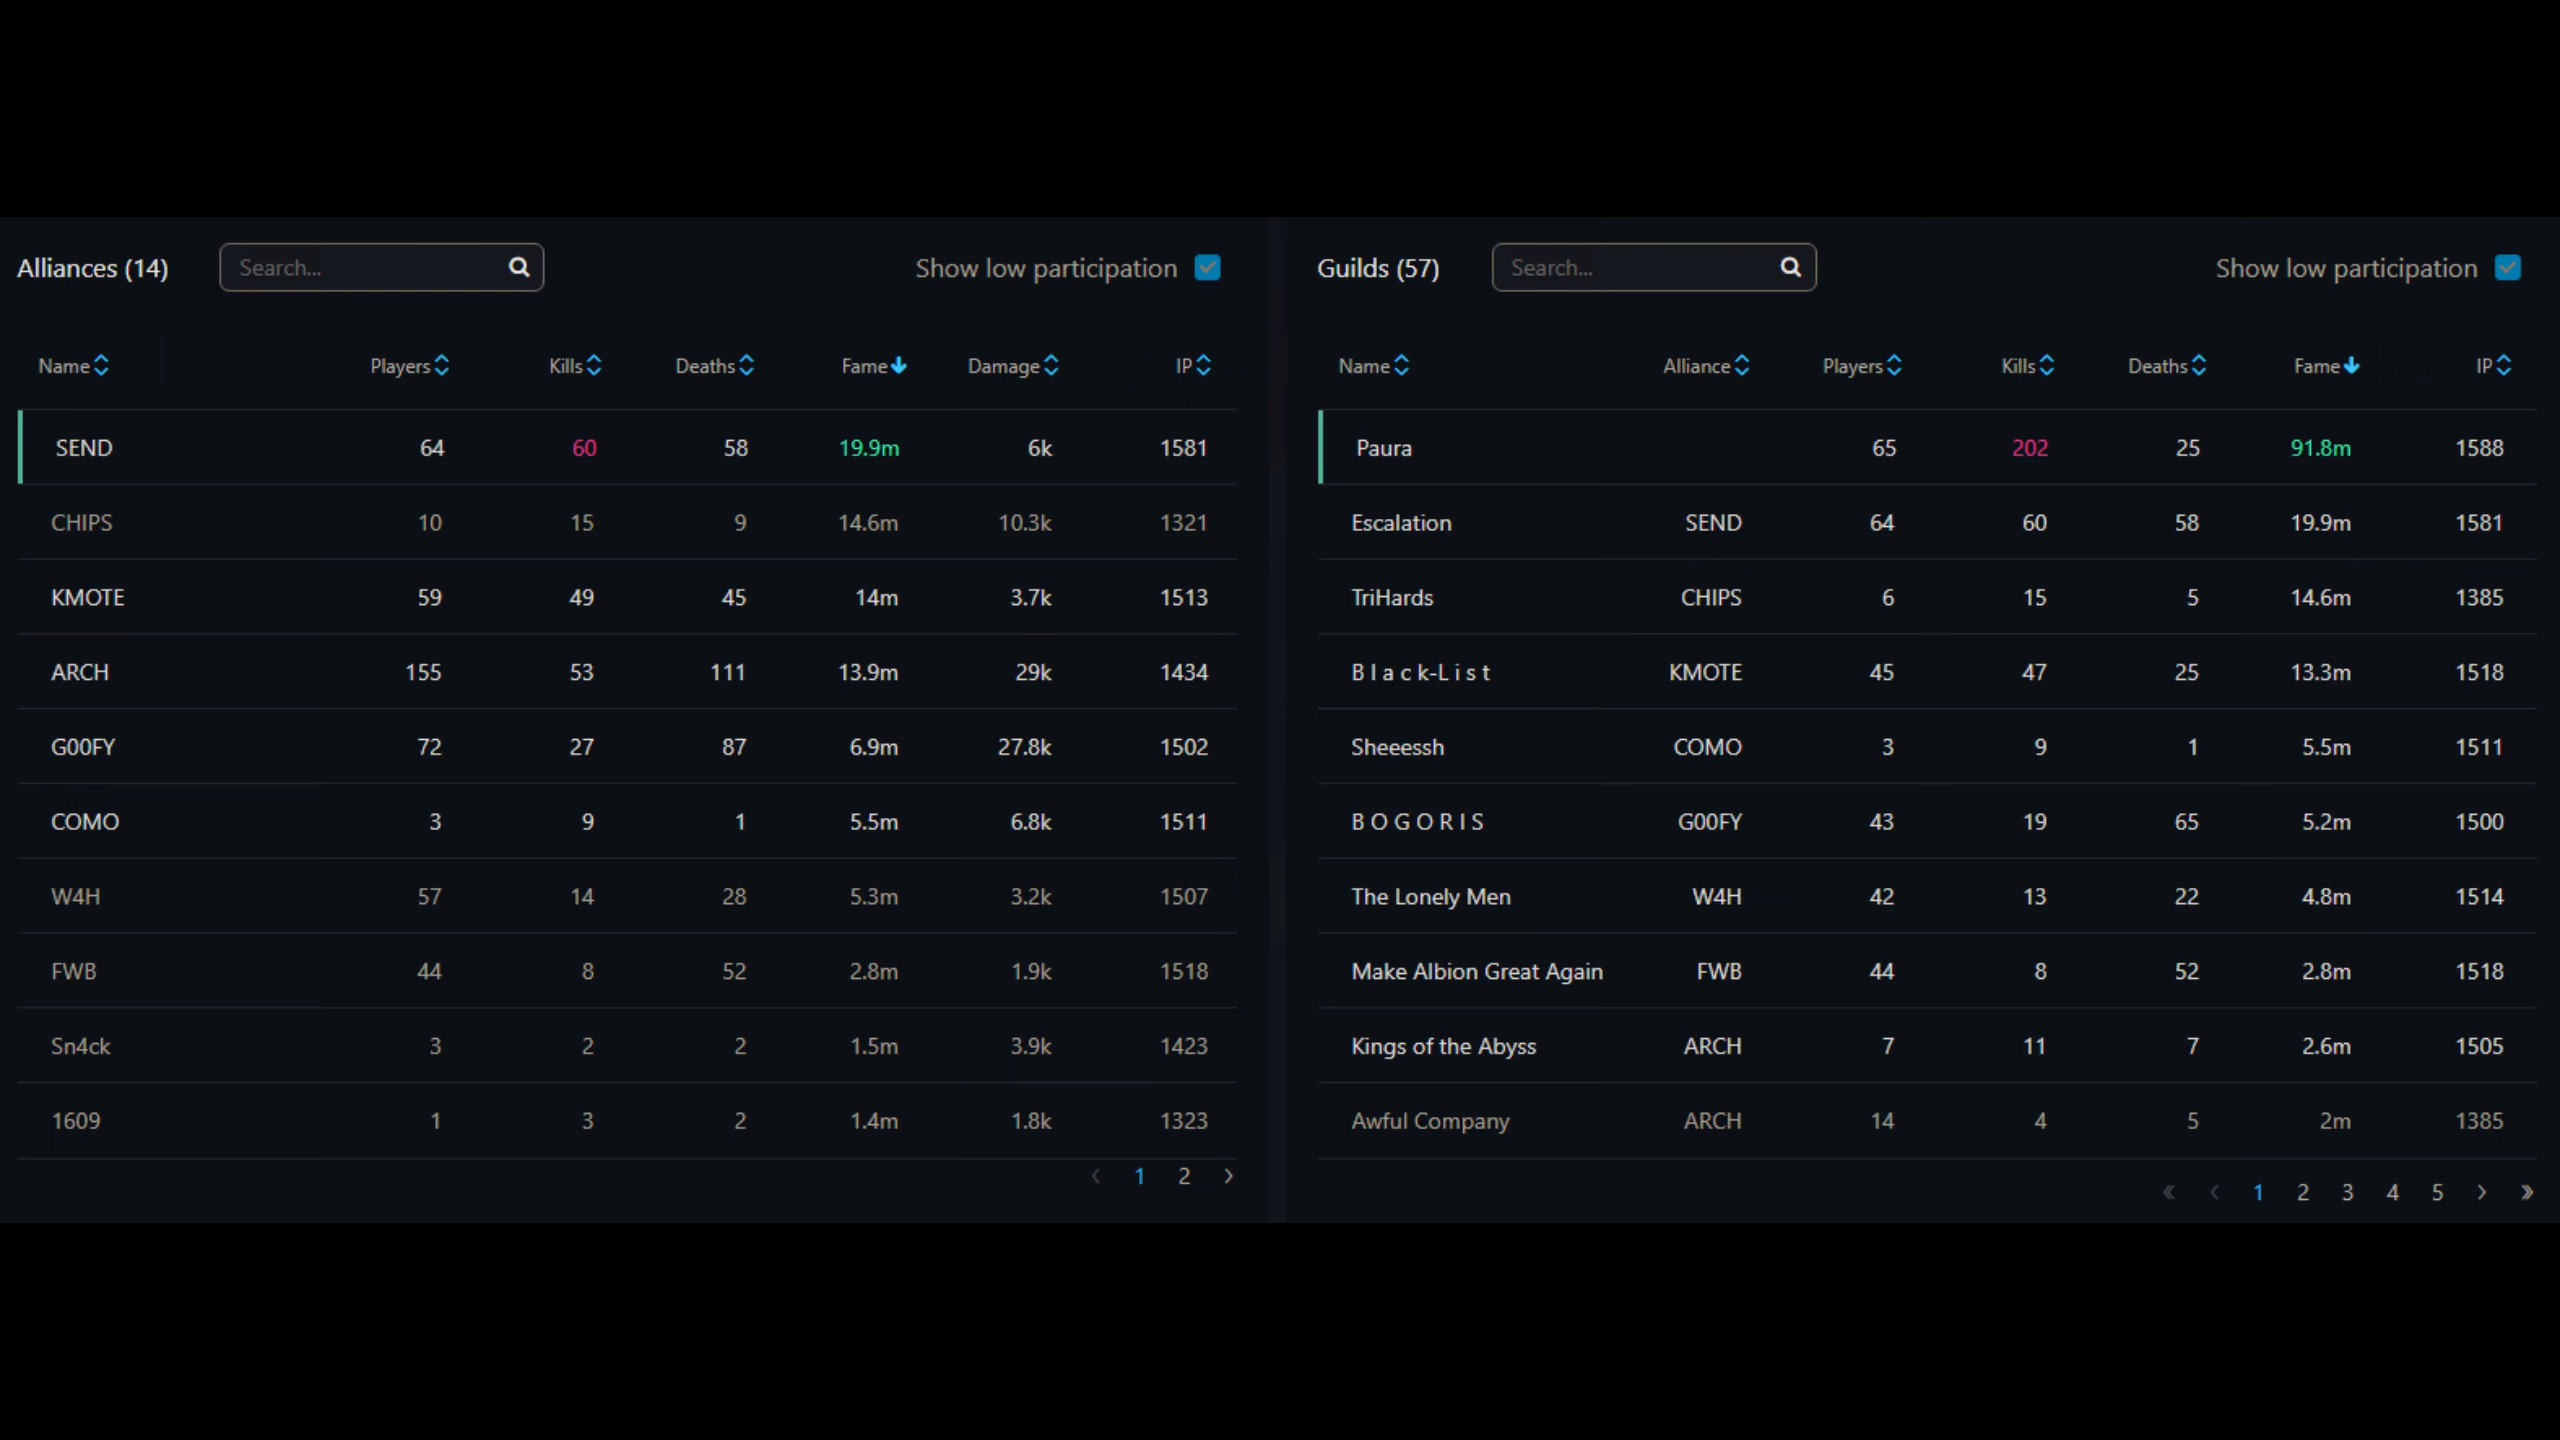 Alliances (14) Search... Show low participation
Name Players Kills Deaths Fame Damage IP
SEND 64 60 58 19.9m 6k 1581
CHIPS 10 15 9 14.6m 10.3k 1321
KMOTE 59 49 45 14m 3.7k 1513
ARCH 155 53 111 13.9m 29k 1434
G00FY 72 27 87 6.9m 27.8k 1502
COMO 3 9 1 5.5m 6.8k 1511
W4H 57 14 28 5.3m 3.2k 1507
FWB 44 8 52 2.8m 1.9k 1518
Sn4ck 3 2 2 1.5m 3.9k 1423
1609 1 3 2 1.4m 1.8k 1323
‹ 1 2 ›
Guilds (57) Search... Show low participation
Name Alliance Players Kills Deaths Fame IP
Paura 65 202 25 91.8m 1588
Escalation SEND 64 60 58 19.9m 1581
TriHards CHIPS 6 15 5 14.6m 1385
B l a c k-L i s t KMOTE 45 47 25 13.3m 1518
Sheeessh COMO 3 9 1 5.5m 1511
B O G O R I S G00FY 43 19 65 5.2m 1500
The Lonely Men W4H 42 13 22 4.8m 1514
Make Albion Great Again FWB 44 8 52 2.8m 1518
Kings of the Abyss ARCH 7 11 7 2.6m 1505
Awful Company ARCH 14 4 5 2m 1385
« ‹ 1 2 3 4 5 › »